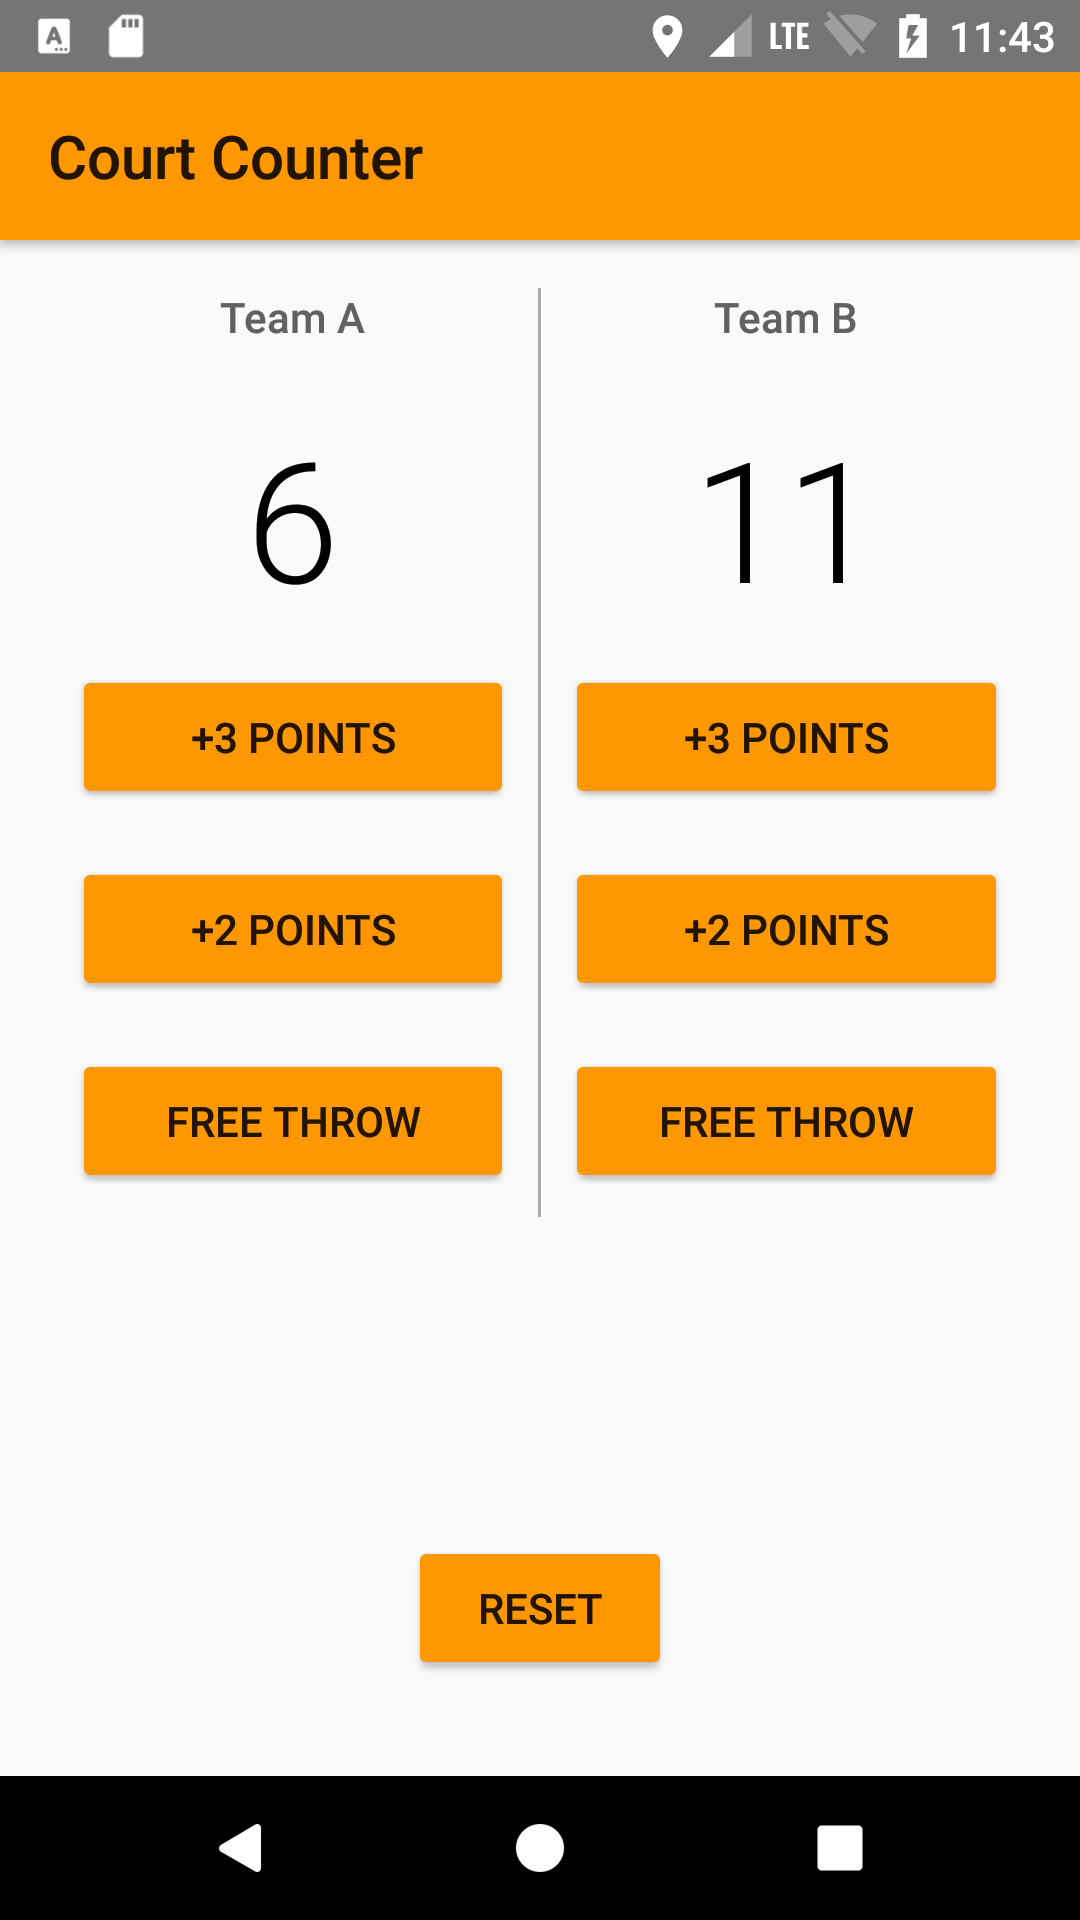 LTE 11:43
Court Counter
Team A
Team B
6
11
+3 POINTS
+3 POINTS
+2 POINTS
+2 POINTS
FREE THROW
FREE THROW
RESET